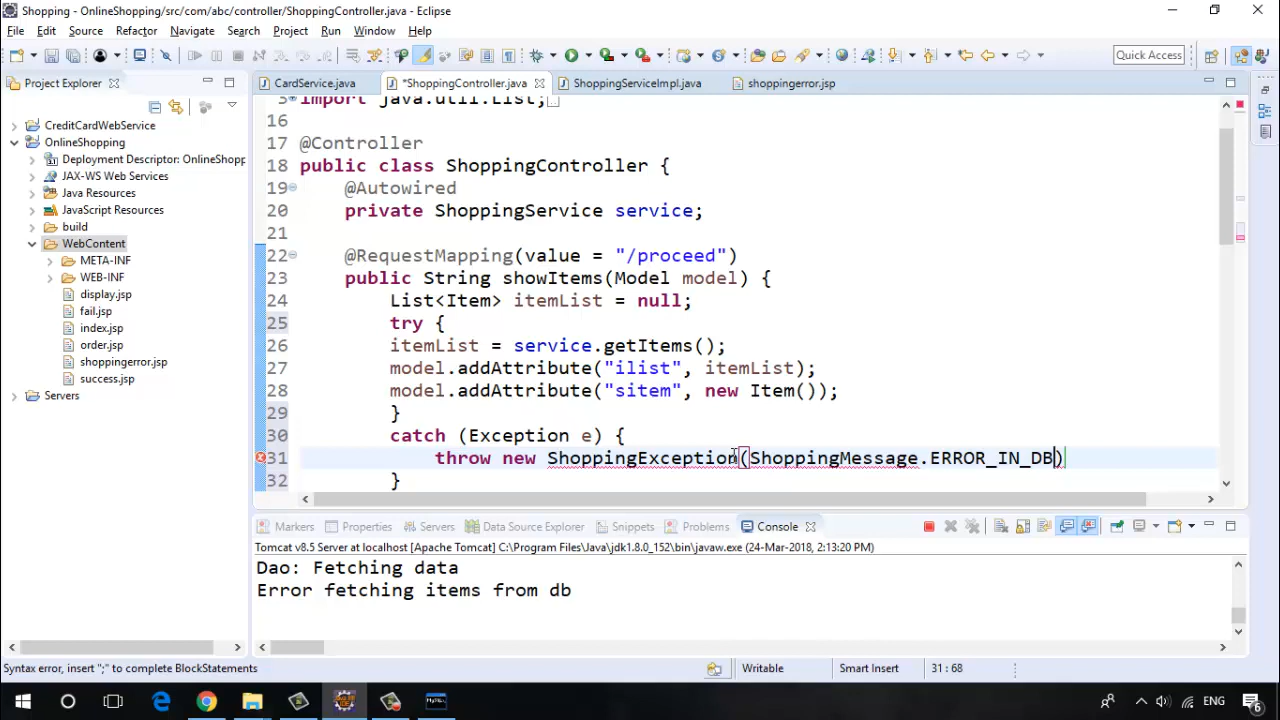 Shopping - OnlineShopping/src/com/abc/controller/ShoppingController.java - Eclipse
File Edit Source Refactor Navigate Search Project Run Window Help
Quick Access
Project Explorer
CreditCardWebService
OnlineShopping
Deployment Descriptor: OnlineShopp
JAX-WS Web Services
Java Resources
JavaScript Resources
build
WebContent
META-INF
WEB-INF
display.jsp
fail.jsp
index.jsp
order.jsp
shoppingerror.jsp
success.jsp
Servers
CardService.java *ShoppingController.java ShoppingServiceImpl.java shoppingerror.jsp
3 import java.util.List;
16
17 @Controller
18 public class ShoppingController {
19 @Autowired
20 private ShoppingService service;
21
22 @RequestMapping(value = "/proceed")
23 public String showItems(Model model) {
24 List<Item> itemList = null;
25 try {
26 itemList = service.getItems();
27 model.addAttribute("ilist", itemList);
28 model.addAttribute("sitem", new Item());
29 }
30 catch (Exception e) {
31 throw new ShoppingException(ShoppingMessage.ERROR_IN_DB)
32 }
Markers Properties Servers Data Source Explorer Snippets Problems Console
Tomcat v8.5 Server at localhost [Apache Tomcat] C:\Program Files\Java\jdk1.8.0_152\bin\javaw.exe (24-Mar-2018, 2:13:20 PM)
Dao: Fetching data
Error fetching items from db
Syntax error, insert ";" to complete BlockStatements
Writable Smart Insert 31 : 68
ENG
6